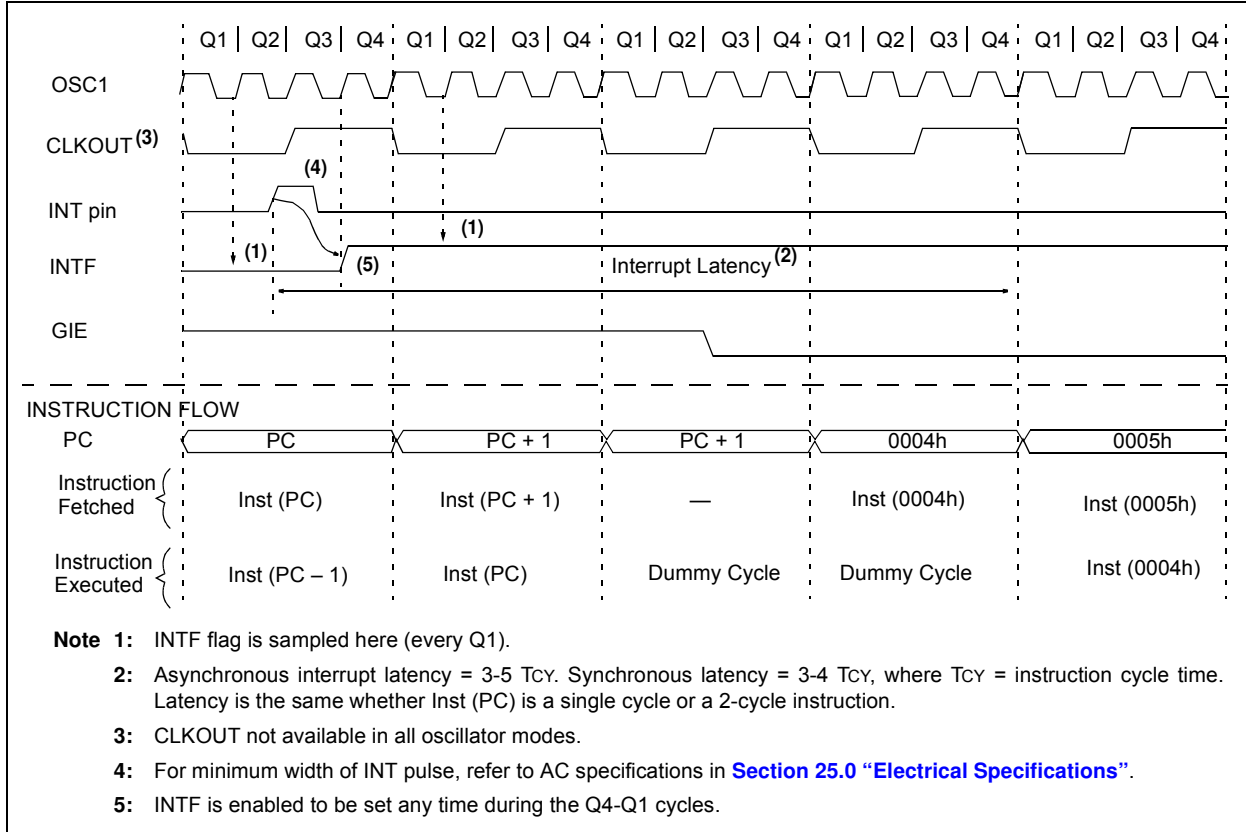 Q1 Q2 Q3 Q4 Q1 Q2 Q3 Q4 Q1 Q2 Q3 Q4 Q1 Q2 Q3 Q4 Q1 Q2 Q3 Q4
OSC1
CLKOUT (3)
(4)
INT pin
(1)
(1)
INTF
(5)
Interrupt Latency (2)
GIE
INSTRUCTION FLOW
PC PC PC + 1 PC + 1 0004h 0005h
Instruction
Fetched
Inst (PC) Inst (PC + 1) — Inst (0004h) Inst (0005h)
Instruction
Executed
Inst (PC – 1) Inst (PC) Dummy Cycle Dummy Cycle Inst (0004h)
Note 1: INTF flag is sampled here (every Q1).
2: Asynchronous interrupt latency = 3-5 TCY. Synchronous latency = 3-4 TCY, where TCY = instruction cycle time.
Latency is the same whether Inst (PC) is a single cycle or a 2-cycle instruction.
3: CLKOUT not available in all oscillator modes.
4: For minimum width of INT pulse, refer to AC specifications in Section 25.0 “Electrical Specifications”.
5: INTF is enabled to be set any time during the Q4-Q1 cycles.